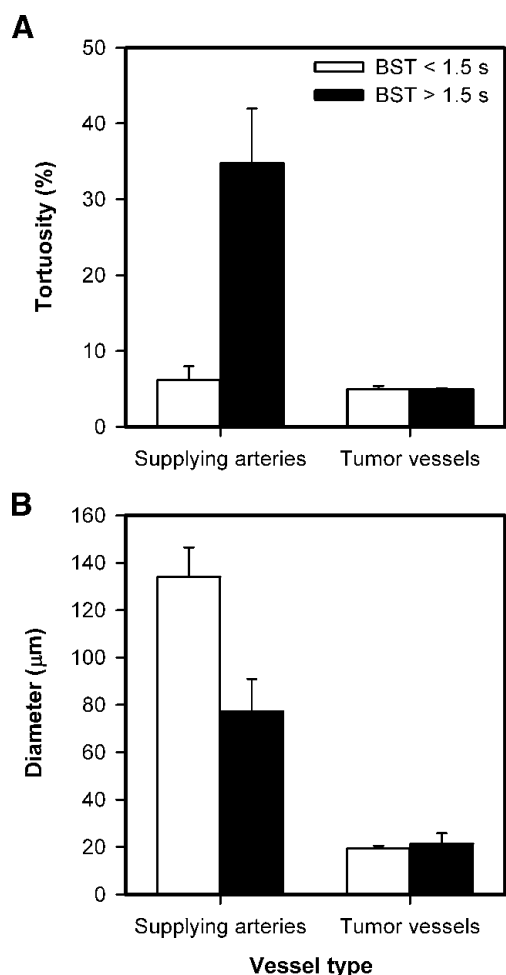 A
50
BST < 1.5 s
BST > 1.5 s
40
30
20
10
0
Tortuosity (%)
Supplying arteries
Tumor vessels
B
160
140
120
100
80
60
40
20
0
Diameter (μm)
Supplying arteries
Tumor vessels
Vessel type